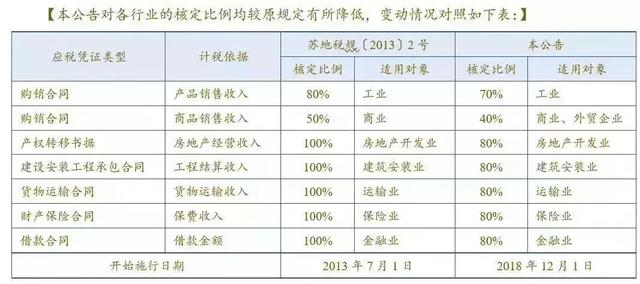 【本公告对各行业的核定比例均较原规定有所降低，变动情况对照如下表：】
应税凭证类型 计税依据 苏地税规〔2013〕2号 本公告
核定比例 适用对象 核定比例 适用对象
购销合同 产品销售收入 80% 工业 70% 工业
购销合同 商品销售收入 50% 商业 40% 商业、外贸企业
产权转移书据 房地产经营收入 100% 房地产开发业 80% 房地产开发业
建设安装工程承包合同 工程结算收入 100% 建筑安装业 80% 建筑安装业
货物运输合同 货物运输收入 100% 运输业 80% 运输业
财产保险合同 保费收入 100% 保险业 80% 保险业
借款合同 借款金额 100% 金融业 80% 金融业
开始施行日期 2013年7月1日 2018年12月1日